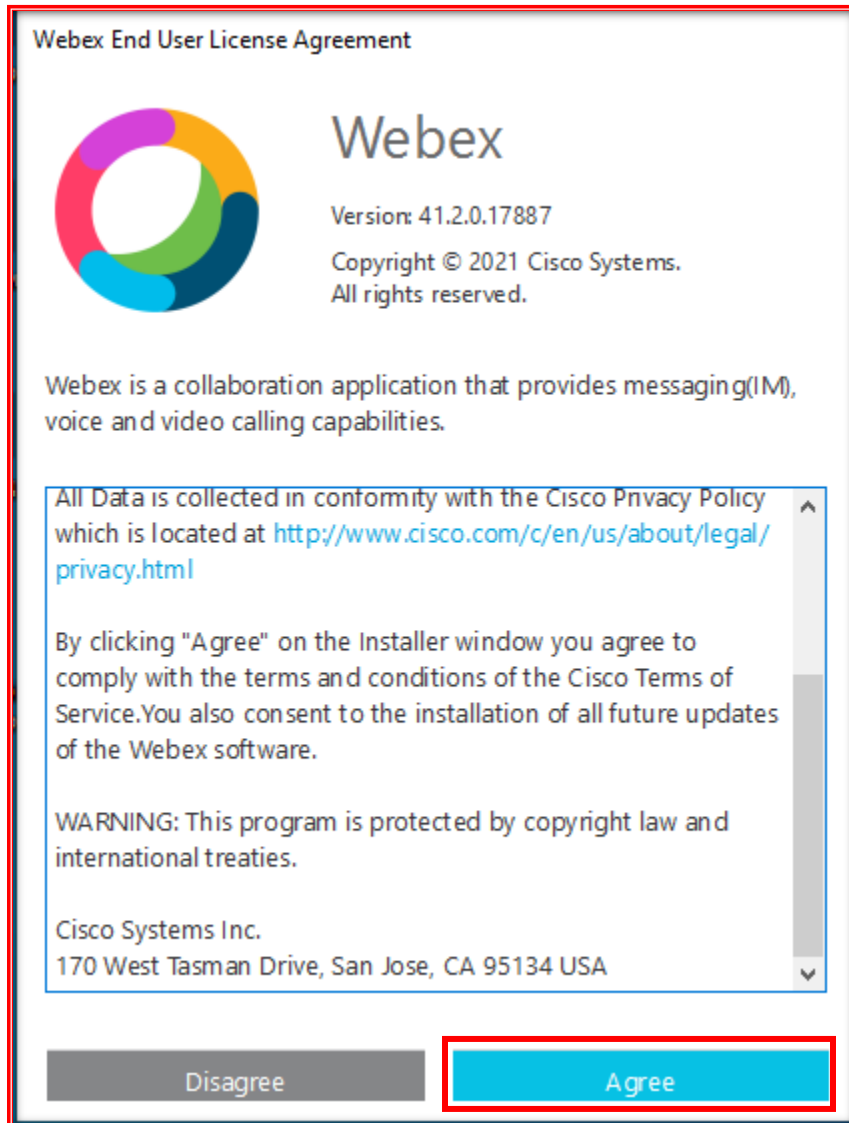 Webex End User License Agreement
Webex
Version: 41.2.0.17887
Copyright © 2021 Cisco Systems.
All rights reserved.
Webex is a collaboration application that provides messaging(IM),
voice and video calling capabilities.
All Data is collected in conformity with the Cisco Privacy Policy
which is located at http://www.cisco.com/c/en/us/about/legal/
privacy.html
By clicking "Agree" on the Installer window you agree to
comply with the terms and conditions of the Cisco Terms of
Service.You also consent to the installation of all future updates
of the Webex software.
WARNING: This program is protected by copyright law and
international treaties.
Cisco Systems Inc.
170 West Tasman Drive, San Jose, CA 95134 USA
Disagree
Agree